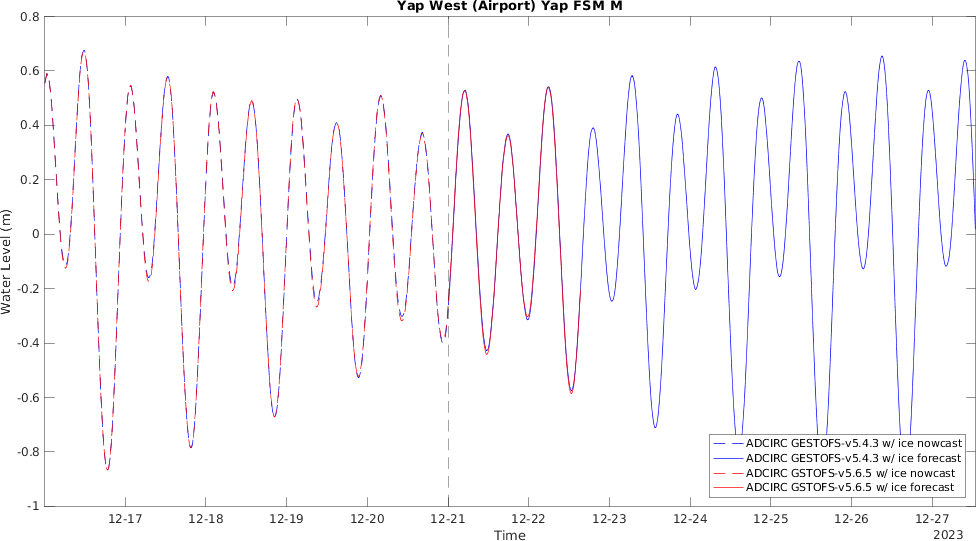 Yap West (Airport) Yap FSM M
0.8
0.6
0.4
0.2
0
-0.2
-0.4
-0.6
-0.8
-1
Water Level (m)
ADCIRC GESTOFS-v5.4.3 w/ ice nowcast
ADCIRC GESTOFS-v5.4.3 w/ ice forecast
ADCIRC GSTOFS-v5.6.5 w/ ice nowcast
ADCIRC GSTOFS-v5.6.5 w/ ice forecast
12-17 12-18 12-19 12-20 12-21 12-22 12-23 12-24 12-25 12-26 12-27
Time
2023